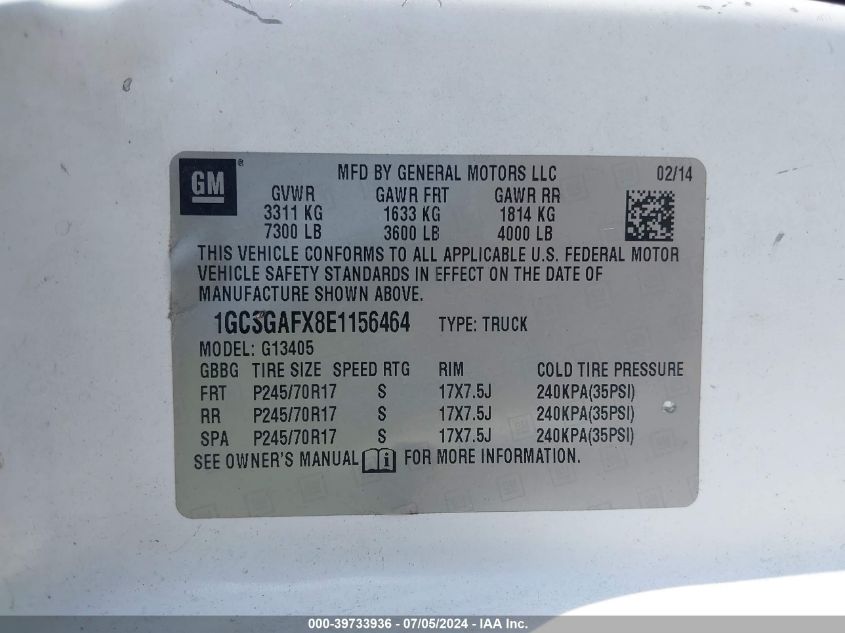 GM® MFD BY GENERAL MOTORS LLC 02/14
GVWR GAWR FRT GAWR RR
3311 KG 1633 KG 1814 KG
7300 LB 3600 LB 4000 LB
THIS VEHICLE CONFORMS TO ALL APPLICABLE U.S. FEDERAL MOTOR
VEHICLE SAFETY STANDARDS IN EFFECT ON THE DATE OF
MANUFACTURE SHOWN ABOVE.
1GCSGAFX8E1156464 TYPE: TRUCK
MODEL: G13405
GBBG TIRE SIZE SPEED RTG RIM COLD TIRE PRESSURE
FRT P245/70R17 S 17X7.5J 240KPA(35PSI)
RR P245/70R17 S 17X7.5J 240KPA(35PSI)
SPA P245/70R17 S 17X7.5J 240KPA(35PSI)
SEE OWNER'S MANUAL FOR MORE INFORMATION.
000-39733936 - 07/05/2024 - IAA Inc.